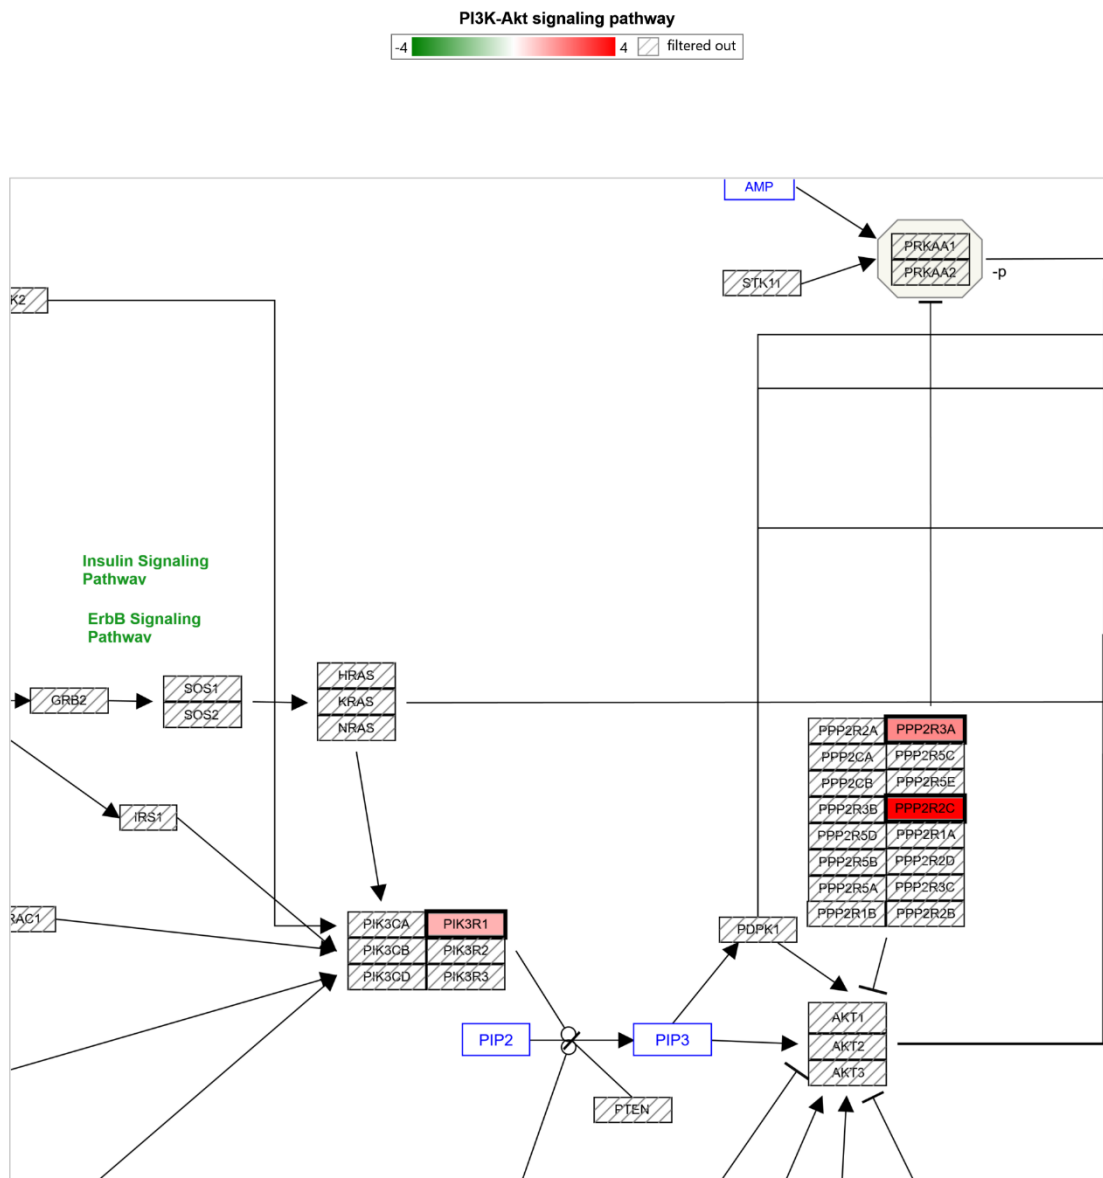 PI3K-Akt signaling pathway
-4 4 filtered out
AMP
PRKAA1
PRKAA2
-p
STK11
K2
Insulin Signaling
Pathway
ErbB Signaling
Pathway
HRAS
KRAS
NRAS
SOS1
SOS2
GRB2
PPP2R2A PPP2R3A
PPP2CA PPP2R5C
PPP2CB PPP2R5E
PPP2R3B PPP2R2C
PPP2R5D PPP2R1A
PPP2R5B PPP2R2D
PPP2R5A PPP2R3C
PPP2R1B PPP2R2B
IRS1
RAC1
PIK3CA PIK3R1
PIK3CB PIK3R2
PIK3CD PIK3R3
PDPK1
PIP2
PIP3
AKT1
AKT2
AKT3
PTEN